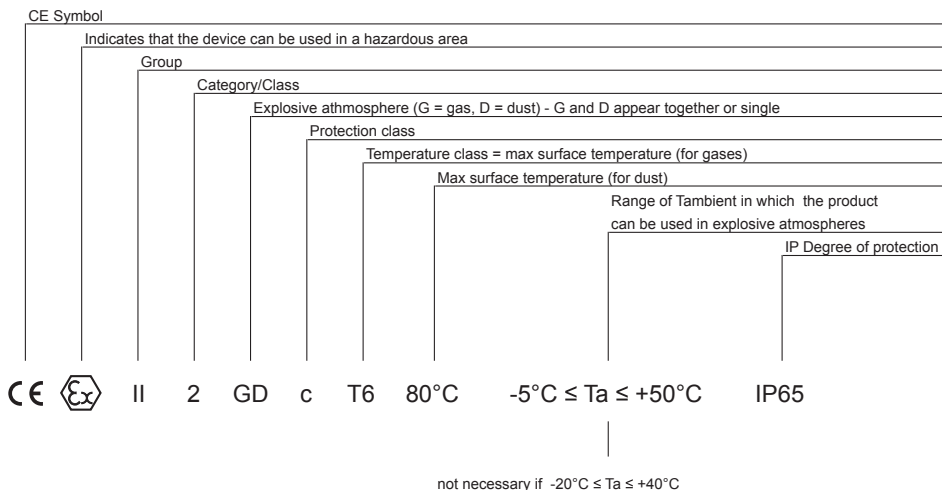 CE Symbol
Indicates that the device can be used in a hazardous area
Group
Category/Class
Explosive athmosphere (G = gas, D = dust) - G and D appear together or single
Protection class
Temperature class = max surface temperature (for gases)
Max surface temperature (for dust)
Range of Tambient in which the product
can be used in explosive atmospheres
IP Degree of protection
CE Ex II 2 GD c T6 80°C -5°C ≤ Ta ≤ +50°C IP65
not necessary if -20°C ≤ Ta ≤ +40°C